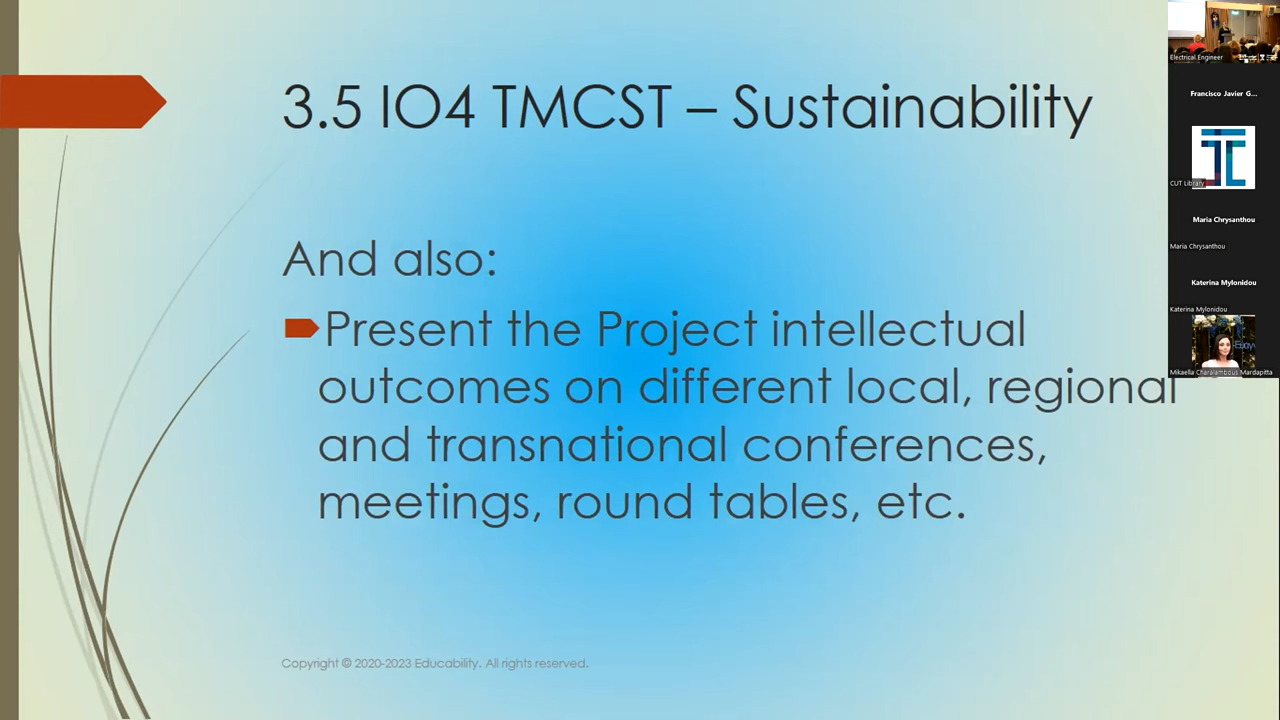 3.5 IO4 TMCST – Sustainability
And also:
Present the Project intellectual
outcomes on different local, regional
and transnational conferences,
meetings, round tables, etc.
Copyright © 2020-2023 Educability. All rights reserved.
Electrical Engineer
Francisco Javier G...
CUT Library
Maria Chrysanthou
Maria Chrysanthou
Katerina Mylonidou
Katerina Mylonidou
Mikaella Charalambous Mardapitta